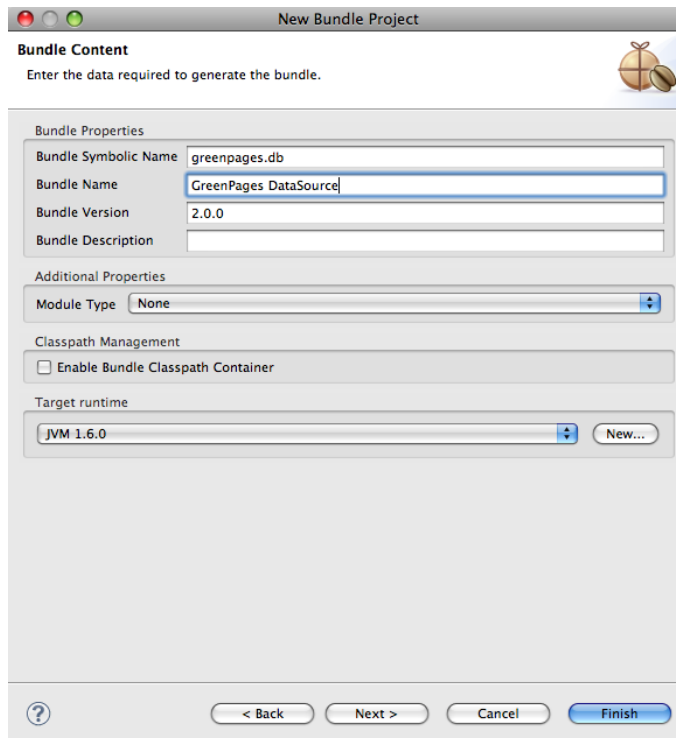 New Bundle Project
Bundle Content
Enter the data required to generate the bundle.
Bundle Properties
Bundle Symbolic Name greenpages.db
Bundle Name GreenPages DataSource
Bundle Version 2.0.0
Bundle Description
Additional Properties
Module Type None
Classpath Management
Enable Bundle Classpath Container
Target runtime
JVM 1.6.0 New...
? < Back Next > Cancel Finish